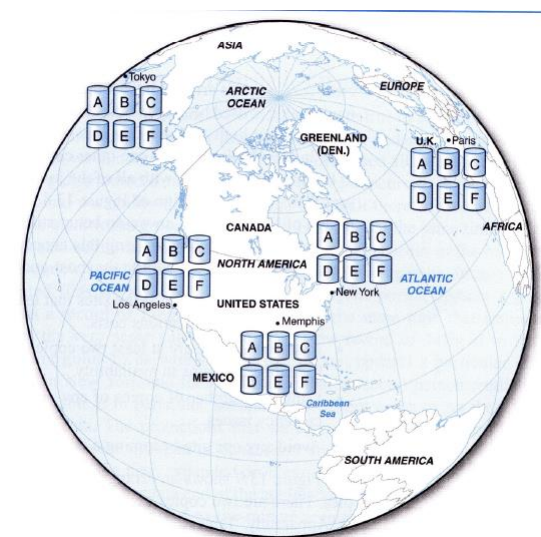 ASIA
Tokyo
A B C
D E F
ARCTIC
OCEAN
EUROPE
GREENLAND
(DEN.)
U.K. Paris
A B C
D E F
AFRICA
CANADA
A B C
D E F
NORTH AMERICA
A B C
D E F
PACIFIC
OCEAN
ATLANTIC
OCEAN
Los Angeles
UNITED STATES
New York
Memphis
A B C
D E F
MEXICO
Caribbean
Sea
SOUTH AMERICA